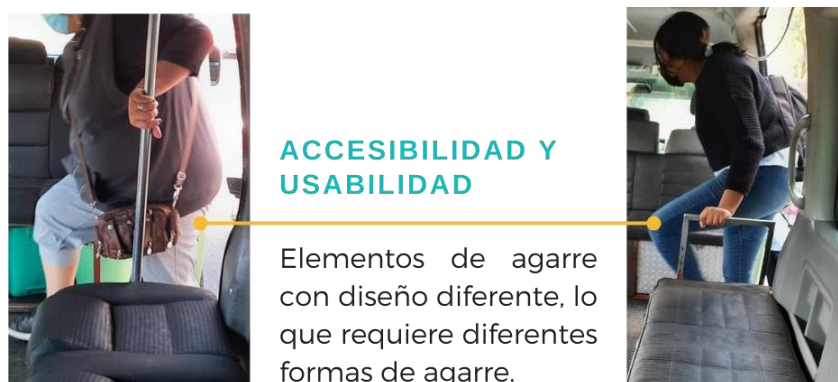 ACCESIBILIDAD Y
USABILIDAD
Elementos de agarre
con diseño diferente, lo
que requiere diferentes
formas de agarre.